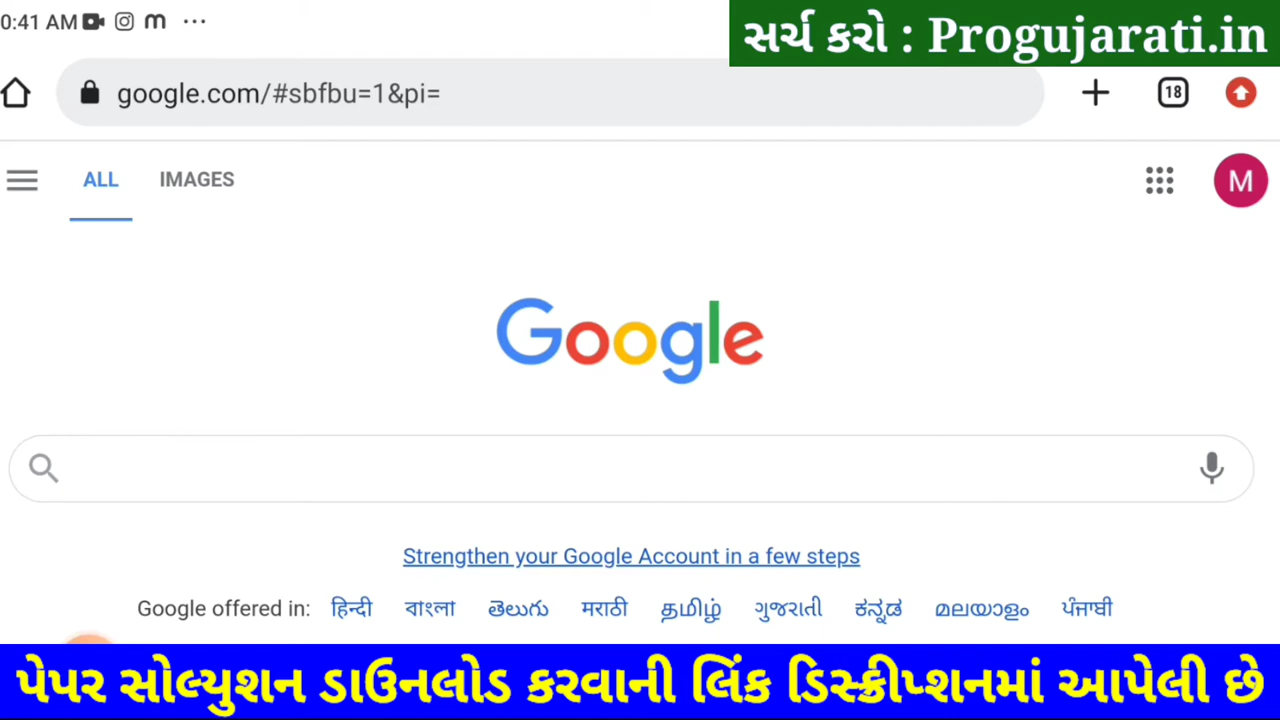 0:41 AM
સર્ચ કરો : Progujarati.in
google.com/#sbfbu=1&pi=
18
ALL IMAGES
M
Google
Strengthen your Google Account in a few steps
Google offered in: हिन्दी বাংলা తెలుగు मराठी தமிழ் ગુજરાતી ಕನ್ನಡ മലയാളം ਪੰਜਾਬੀ
પેપર સોલ્યુશન ડાઉનલોડ કરવાની લિંક ડિસ્ક્રીપ્શનમાં આપેલી છે